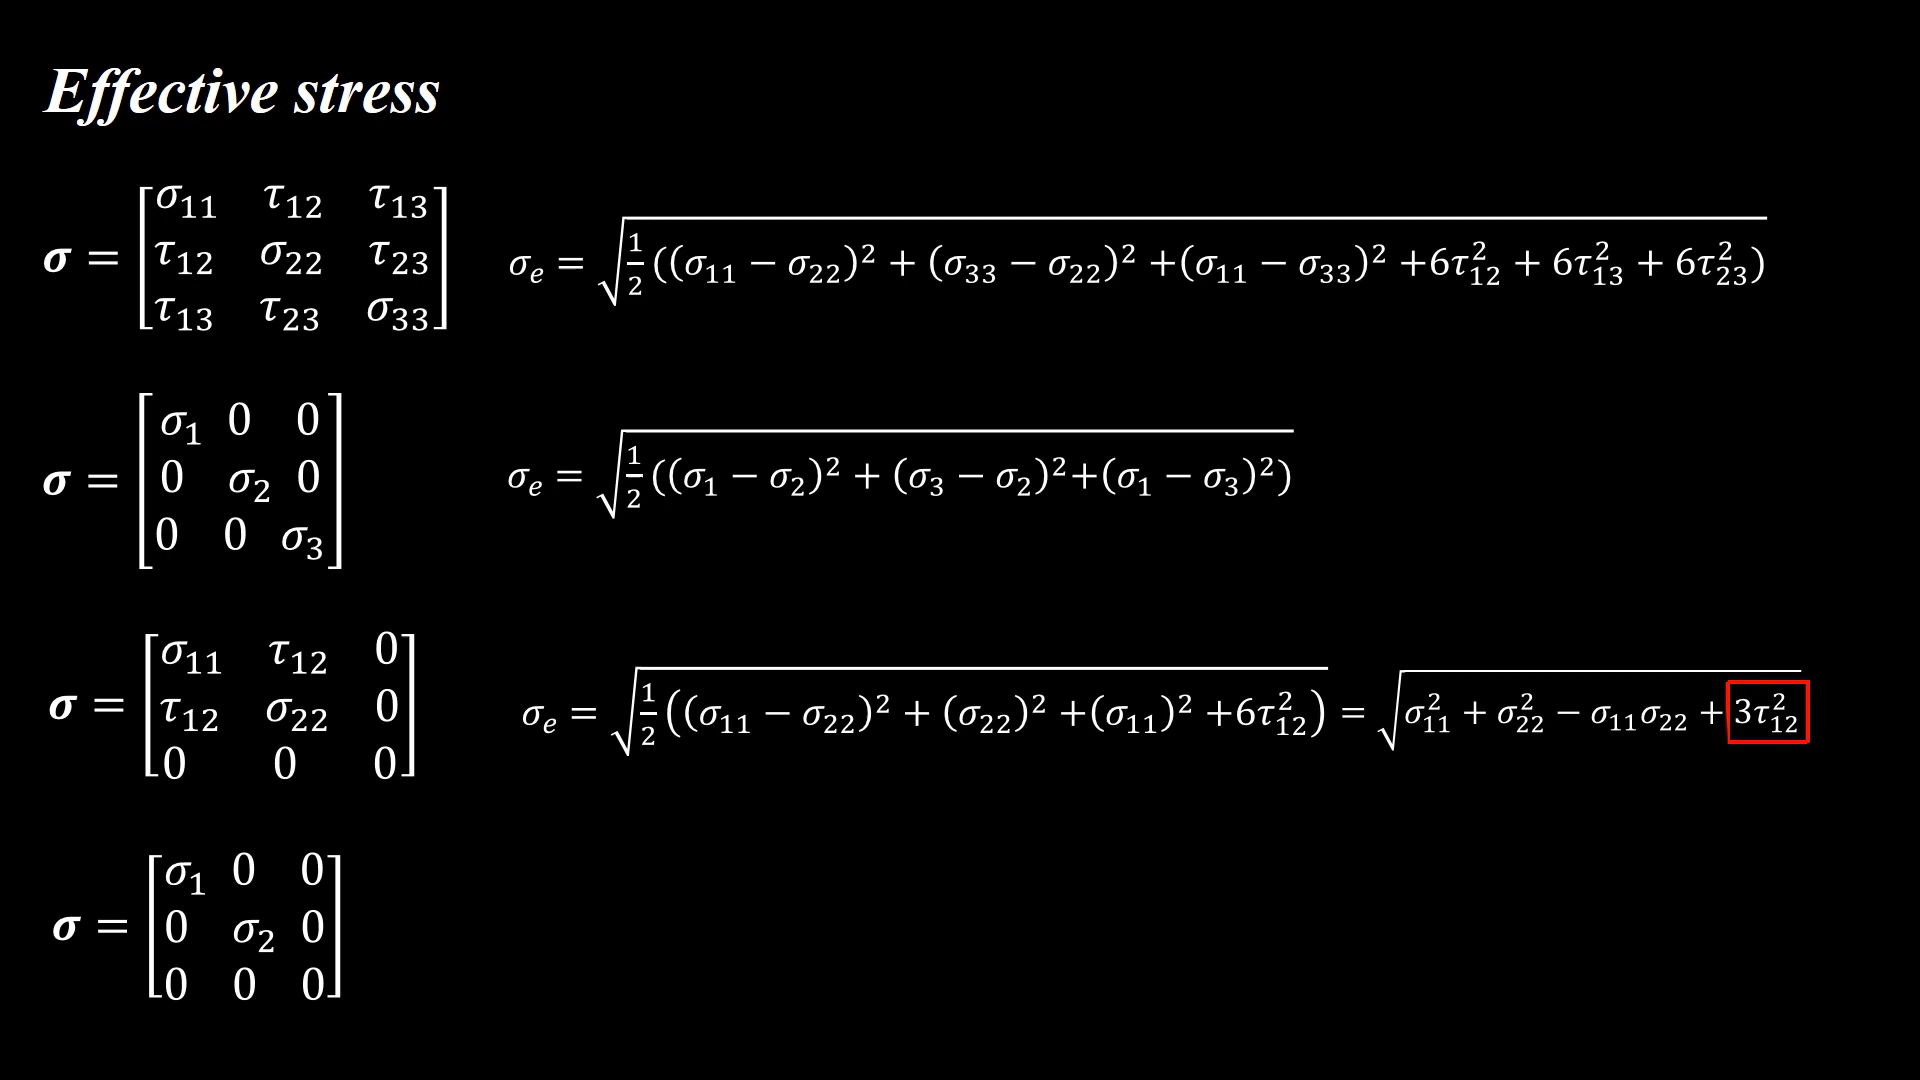 Effective stress
𝝈 = [σ₁₁ τ₁₂ τ₁₃
τ₁₂ σ₂₂ τ₂₃
τ₁₃ τ₂₃ σ₃₃]
σₑ = √(1/2 ((σ₁₁ − σ₂₂)² + (σ₃₃ − σ₂₂)² +(σ₁₁ − σ₃₃)² +6τ₁₂² + 6τ₁₃² + 6τ₂₃²))
𝝈 = [σ₁ 0 0
0 σ₂ 0
0 0 σ₃]
σₑ = √(1/2 ((σ₁ − σ₂)² + (σ₃ − σ₂)²+(σ₁ − σ₃)²))
𝝈 = [σ₁₁ τ₁₂ 0
τ₁₂ σ₂₂ 0
0 0 0]
σₑ = √(1/2 ((σ₁₁ − σ₂₂)² + (σ₂₂)² +(σ₁₁)² +6τ₁₂²)) = √(σ₁₁² + σ₂₂² − σ₁₁σ₂₂ + 3τ₁₂²)
𝝈 = [σ₁ 0 0
0 σ₂ 0
0 0 0]